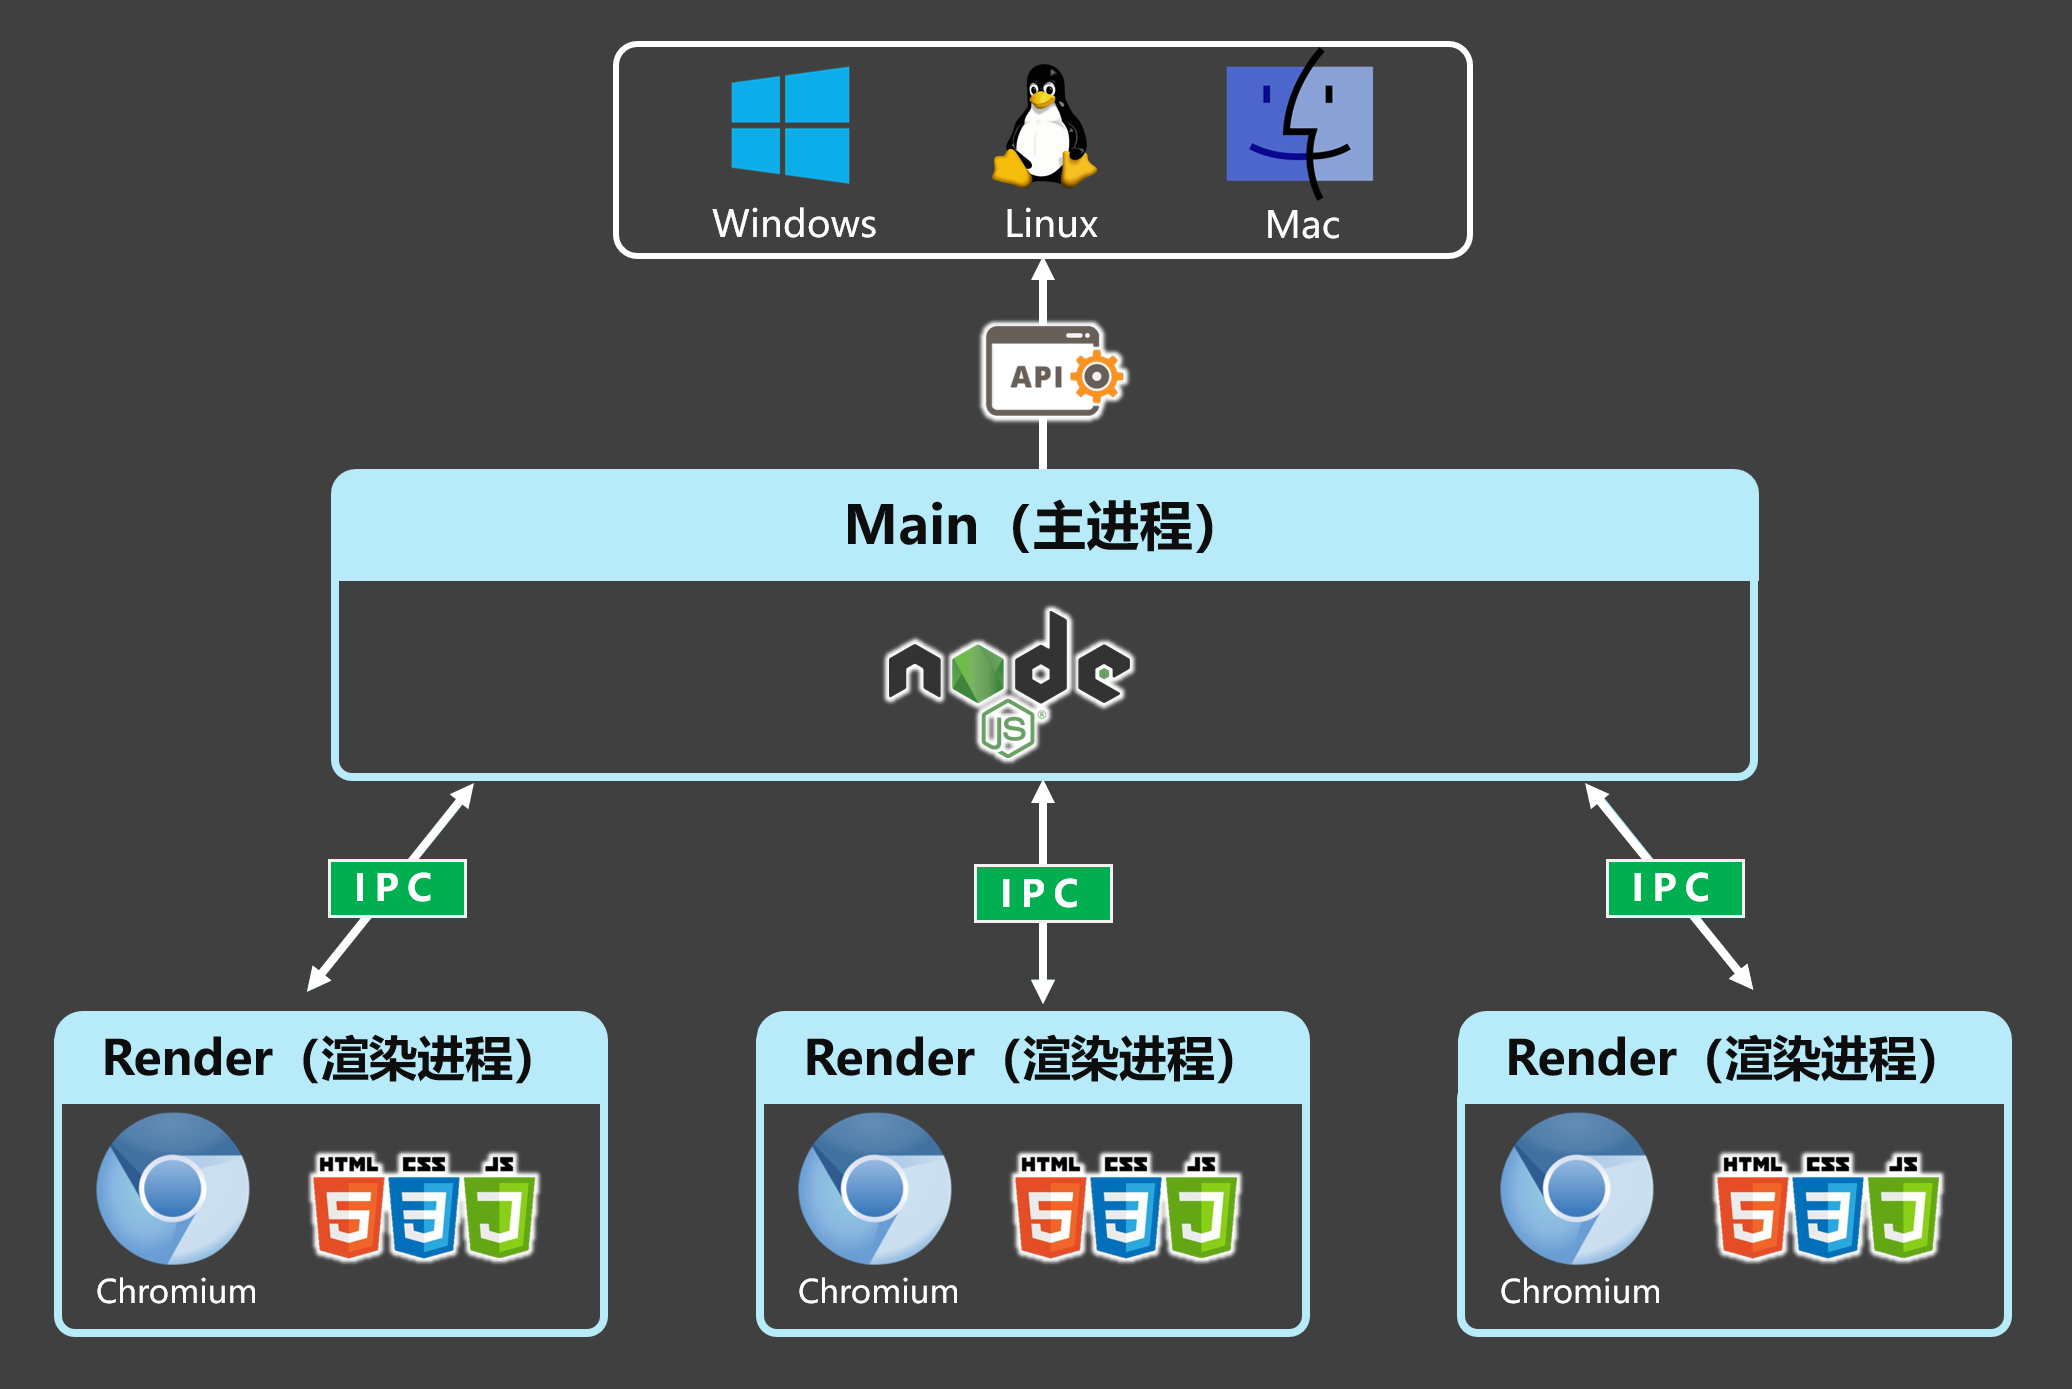 Windows
Linux
Mac
API
Main（主进程）
node
JS ®
IPC
IPC
IPC
Render（渲染进程）
Render（渲染进程）
Render（渲染进程）
HTML CSS JS
5 3
Chromium
HTML CSS JS
5 3
Chromium
HTML CSS JS
5 3
Chromium